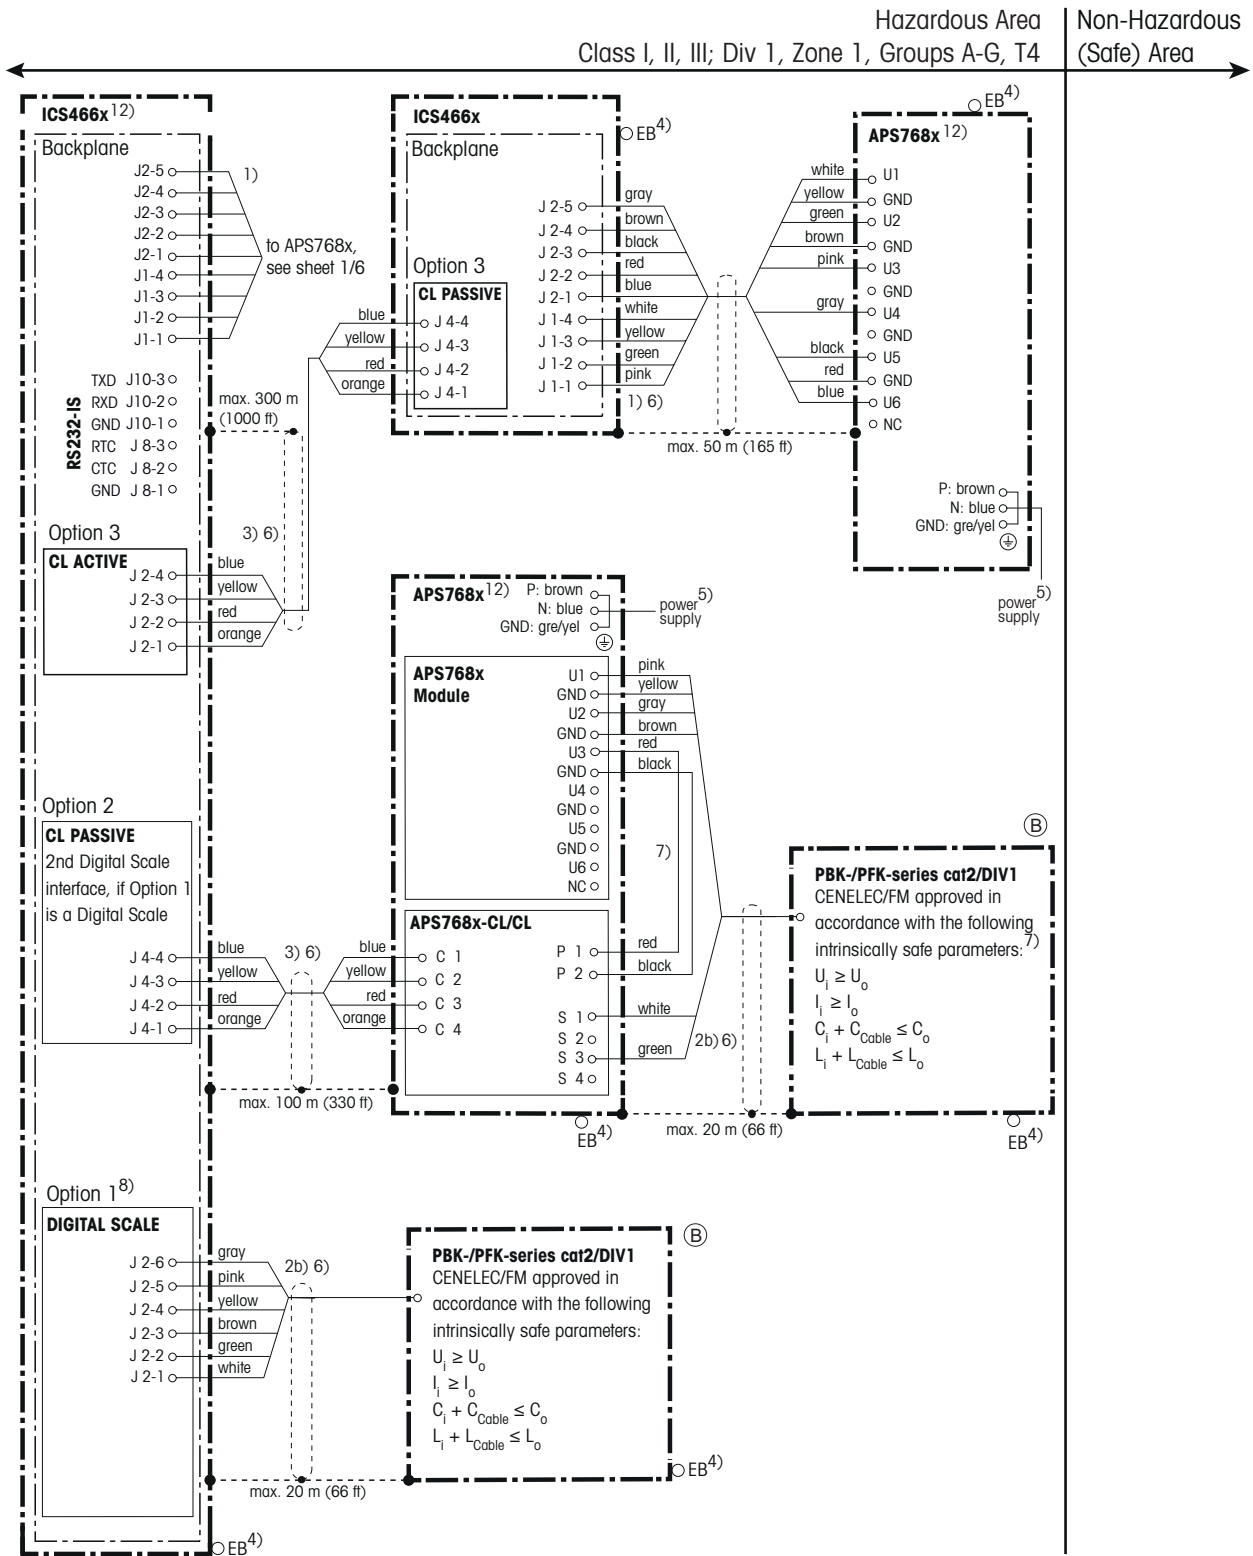 Hazardous Area
Class I, II, III; Div 1, Zone 1, Groups A-G, T4
Non-Hazardous
(Safe) Area
ICS466x 12)
Backplane
J2-5
J2-4
J2-3
J2-2
J2-1
J1-4
J1-3
J1-2
J1-1
1)
to APS768x,
see sheet 1/6
RS232-IS
TXD J10-3
RXD J10-2
GND J10-1
RTC J 8-3
CTC J 8-2
GND J 8-1
max. 300 m
(1000 ft)
3) 6)
Option 3
CL ACTIVE
J 2-4 blue
J 2-3 yellow
J 2-2 red
J 2-1 orange
ICS466x
EB4)
Backplane
Option 3
CL PASSIVE
blue J 4-4
yellow J 4-3
red J 4-2
orange J 4-1
J 2-5 gray
J 2-4 brown
J 2-3 black
J 2-2 red
J 2-1 blue
J 1-4 white
J 1-3 yellow
J 1-2 green
J 1-1 pink
1) 6)
max. 50 m (165 ft)
EB4)
APS768x 12)
white U1
yellow GND
green U2
brown GND
pink U3
GND
gray U4
GND
black U5
red GND
blue U6
NC
P: brown
N: blue
GND: gre/yel
power 5)
supply
APS768x 12)
P: brown
N: blue
GND: gre/yel
power 5)
supply
APS768x
Module
U1 pink
GND yellow
U2 gray
GND brown
U3 red
GND black
U4
GND
U5
GND
U6
NC
7)
APS768x-CL/CL
blue C 1
yellow C 2
red C 3
orange C 4
P 1 red
P 2 black
S 1 white
S 2
S 3 green
S 4
2b) 6)
EB4)
max. 20 m (66 ft)
B
PBK-/PFK-series cat2/DIV1
CENELEC/FM approved in
accordance with the following
intrinsically safe parameters: 7)
Ui ≥ Uo
Ii ≥ Io
Ci + CCable ≤ Co
Li + LCable ≤ Lo
EB4)
Option 2
CL PASSIVE
2nd Digital Scale
interface, if Option 1
is a Digital Scale
J 4-4 blue
J 4-3 yellow
J 4-2 red
J 4-1 orange
3) 6)
max. 100 m (330 ft)
Option 1 8)
DIGITAL SCALE
J 2-6 gray
J 2-5 pink
J 2-4 yellow
J 2-3 brown
J 2-2 green
J 2-1 white
2b) 6)
max. 20 m (66 ft)
B
PBK-/PFK-series cat2/DIV1
CENELEC/FM approved in
accordance with the following
intrinsically safe parameters:
Ui ≥ Uo
Ii ≥ Io
Ci + CCable ≤ Co
Li + LCable ≤ Lo
EB4)
EB4)